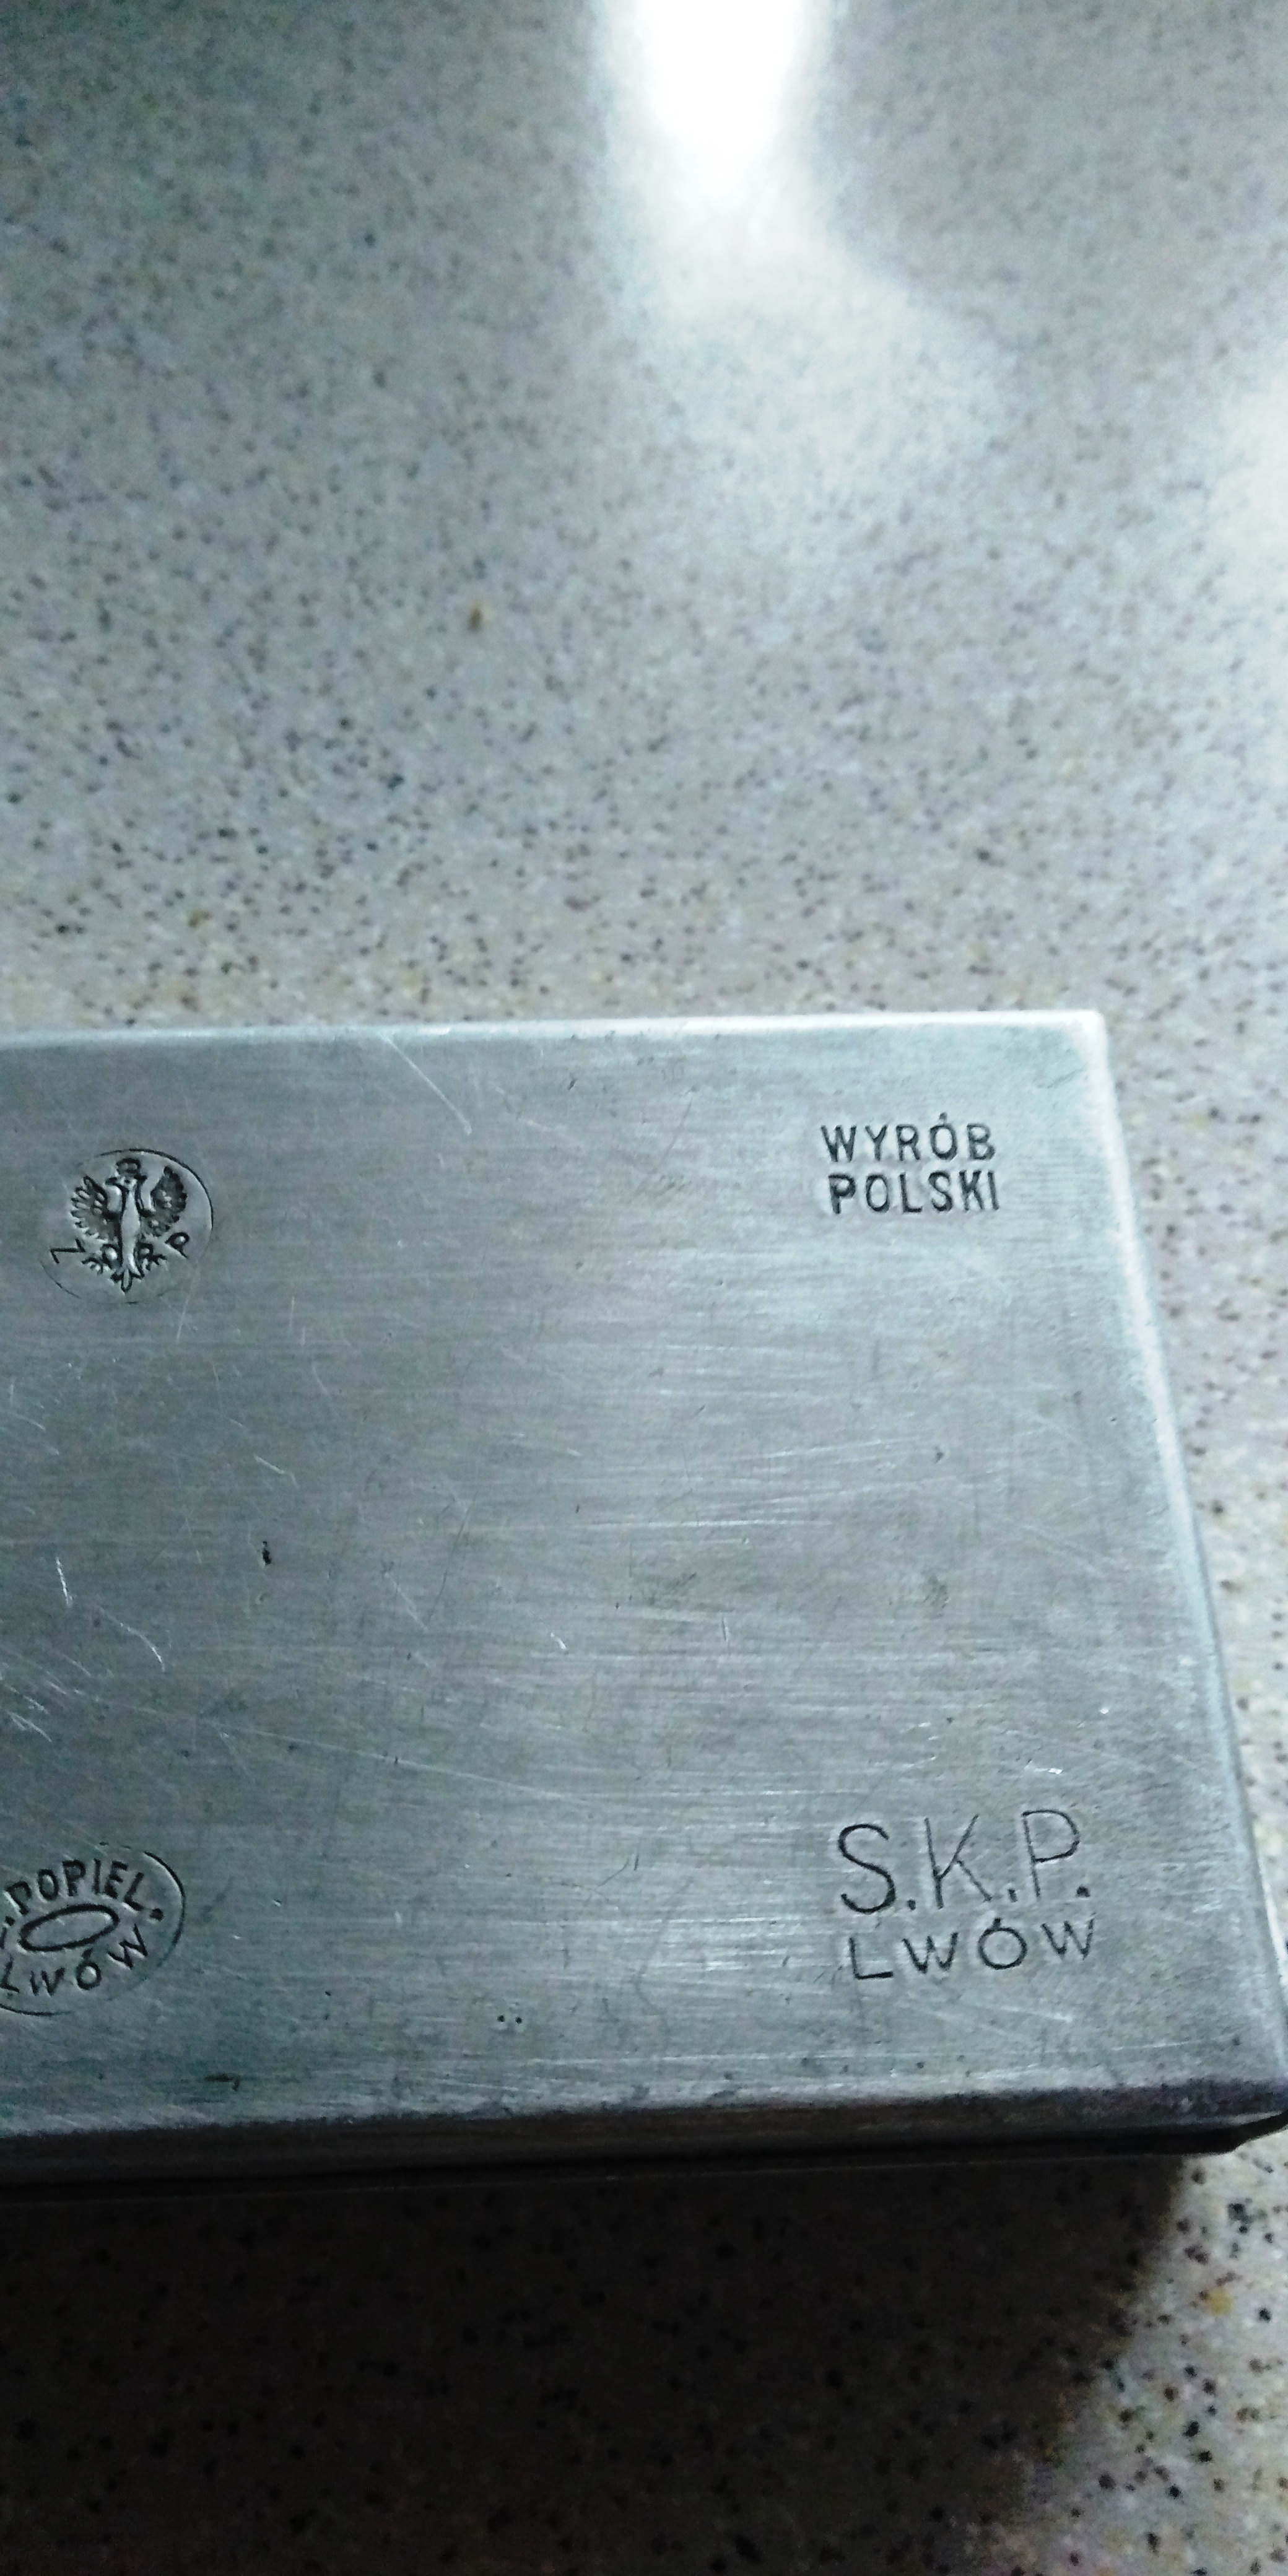 WYRÓB
POLSKI
Z P
POPIEL.
LWÓW
S.K.P.
LWÓW